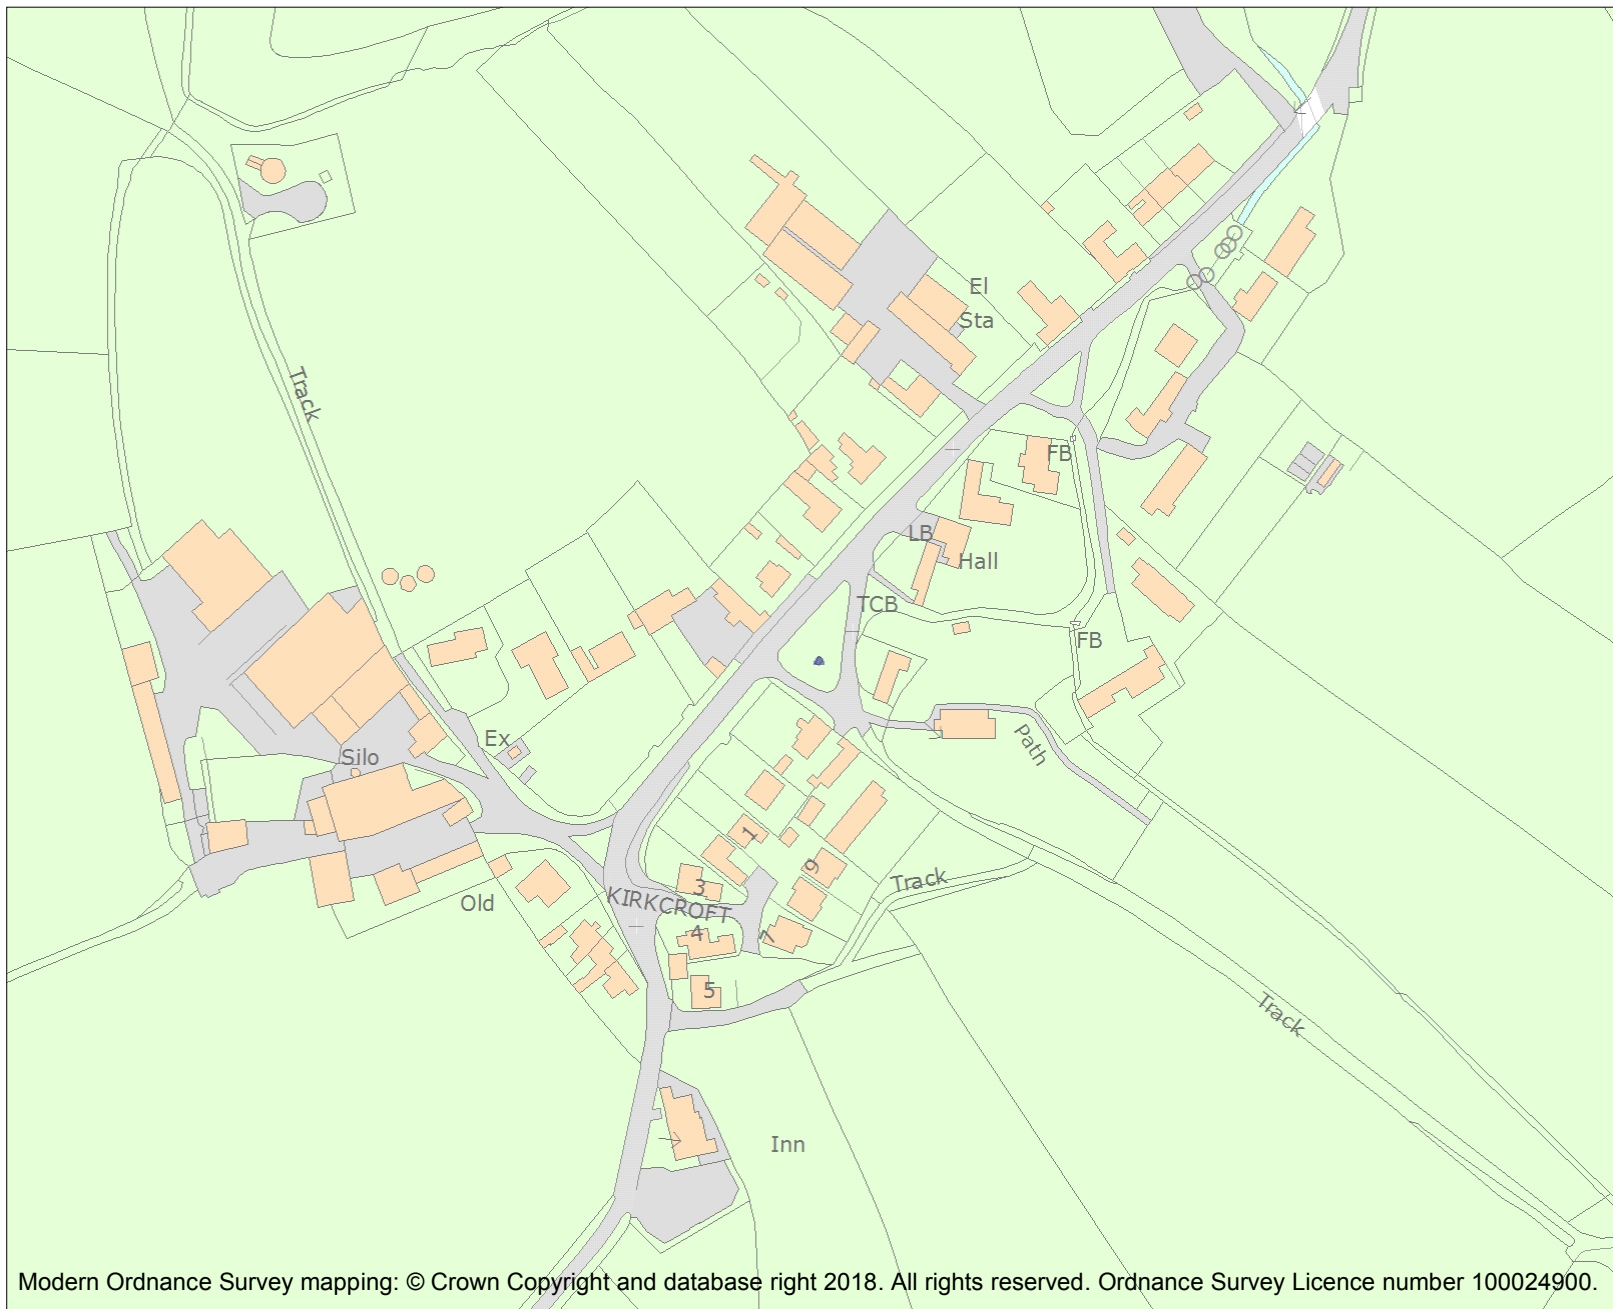 El
Sta
Track
FB
LB
Hall
TCB
FB
Ex
Path
Silo
1
9
Track
3
KIRKCROFT
Old
4
7
5
Track
Inn
Modern Ordnance Survey mapping: © Crown Copyright and database right 2018. All rights reserved. Ordnance Survey Licence number 100024900.